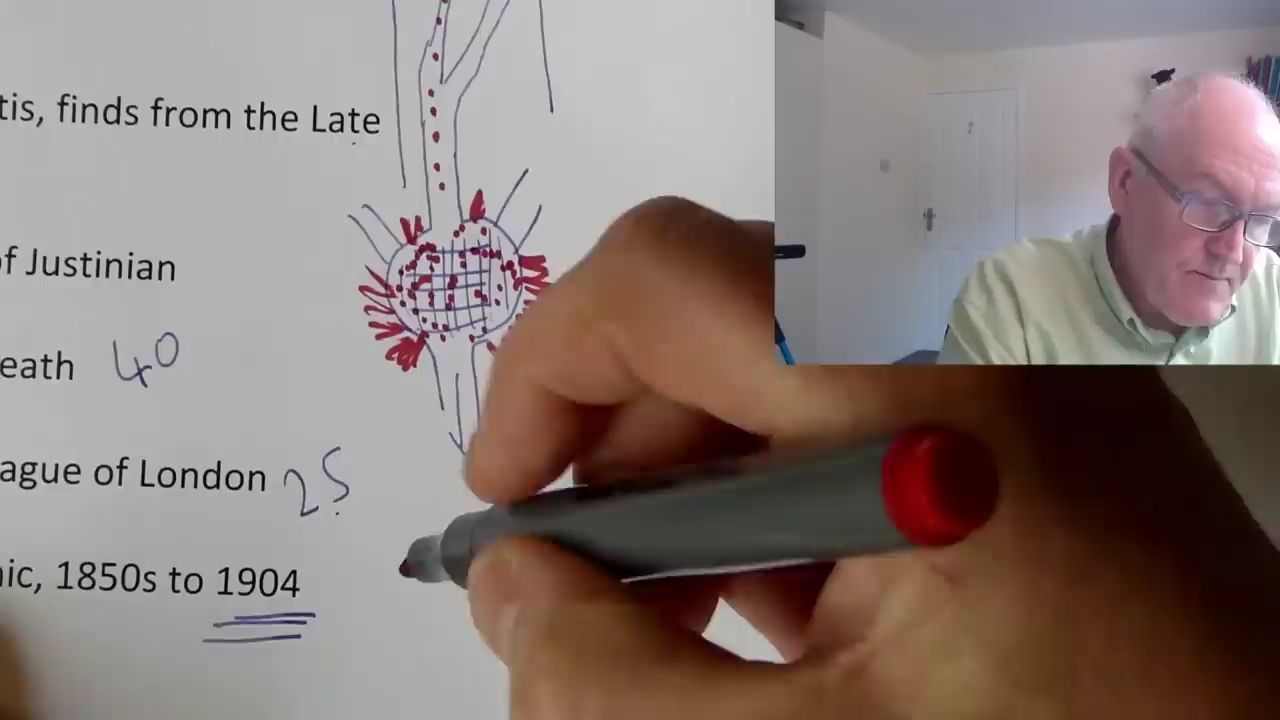 tis, finds from the Late
of Justinian
eath 40
ague of London 25
ic, 1850s to 1904